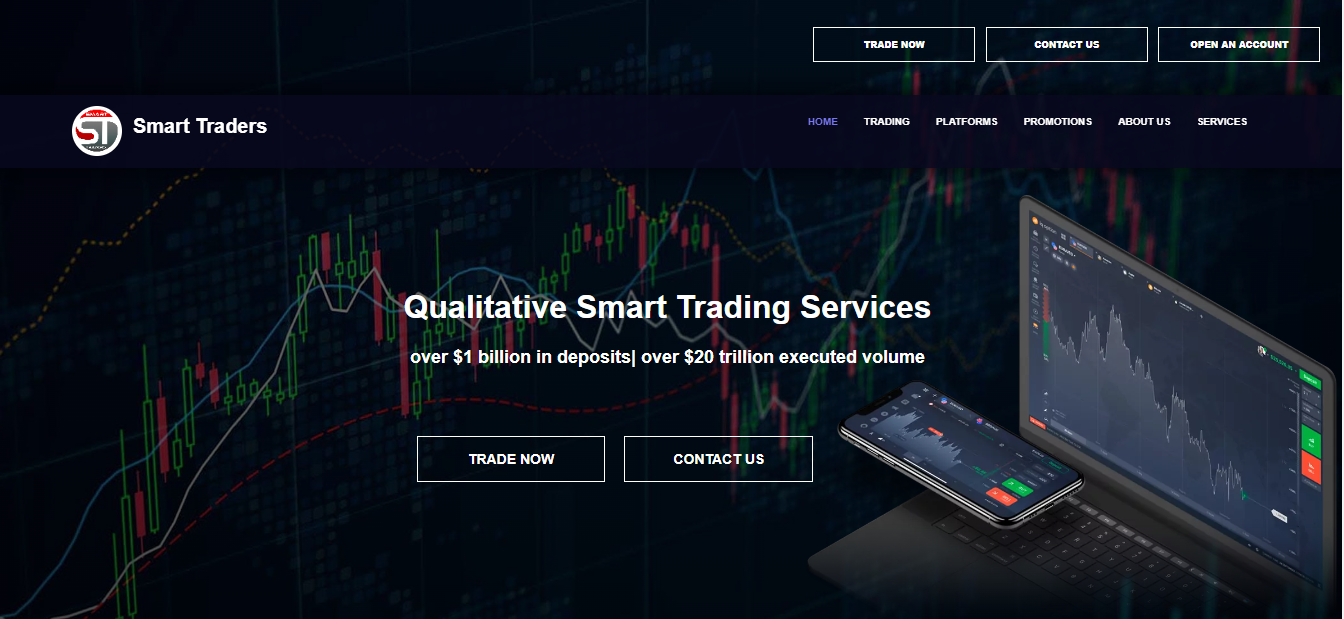 TRADE NOW
CONTACT US
OPEN AN ACCOUNT
ST
Smart Traders
HOME
TRADING
PLATFORMS
PROMOTIONS
ABOUT US
SERVICES
Qualitative Smart Trading Services
over $1 billion in deposits| over $20 trillion executed volume
TRADE NOW
CONTACT US